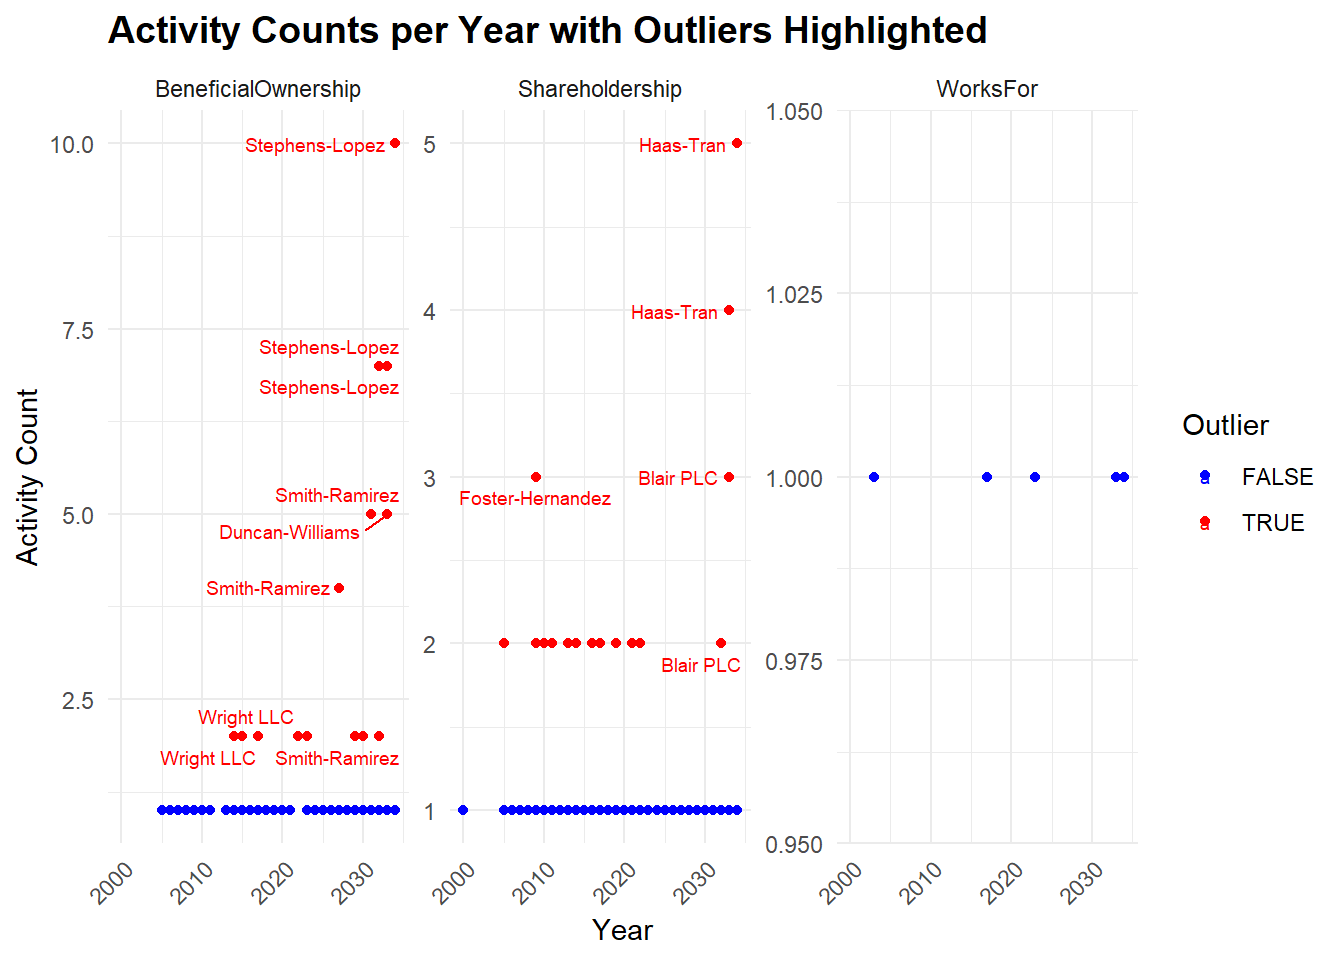 Activity Counts per Year with Outliers Highlighted
BeneficialOwnership
Shareholdership
WorksFor
Activity Count
10.0
7.5
5.0
2.5
Stephens-Lopez
Stephens-Lopez
Stephens-Lopez
Smith-Ramirez
Duncan-Williams
Smith-Ramirez
Wright LLC
Wright LLC
Smith-Ramirez
2000
2010
2020
2030
5
4
3
2
1
Haas-Tran
Haas-Tran
Blair PLC
Foster-Hernandez
Blair PLC
2000
2010
2020
2030
1.050
1.025
1.000
0.975
0.950
2000
2010
2020
2030
Year
Outlier
a FALSE
a TRUE